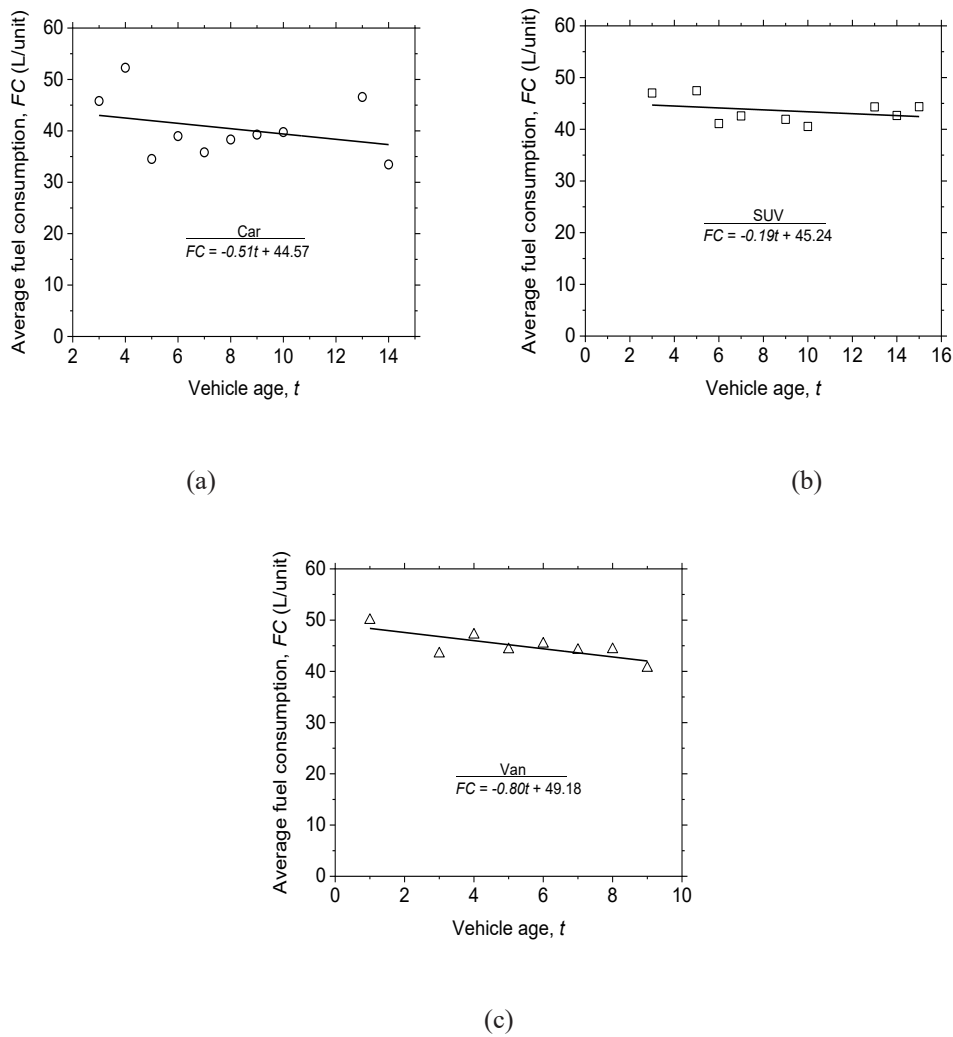 60
50
40
30
20
10
0
2 4 6 8 10 12 14
Average fuel consumption, FC (L/unit)
Vehicle age, t
Car
FC = -0.51t + 44.57
(a)
60
50
40
30
20
10
0
0 2 4 6 8 10 12 14 16
Average fuel consumption, FC (L/unit)
Vehicle age, t
SUV
FC = -0.19t + 45.24
(b)
60
50
40
30
20
10
0
0 2 4 6 8 10
Average fuel consumption, FC (L/unit)
Vehicle age, t
Van
FC = -0.80t + 49.18
(c)